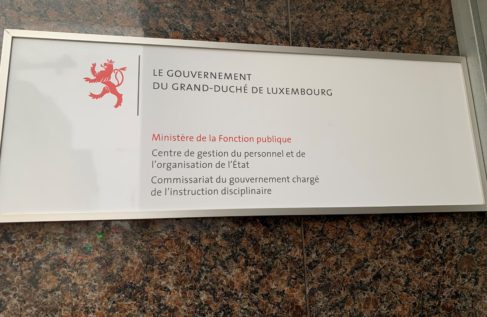 LE GOUVERNEMENT
DU GRAND-DUCHÉ DE LUXEMBOURG
Ministère de la Fonction publique
Centre de gestion du personnel et de
l'organisation de l'État
Commissariat du gouvernement chargé
de l'instruction disciplinaire